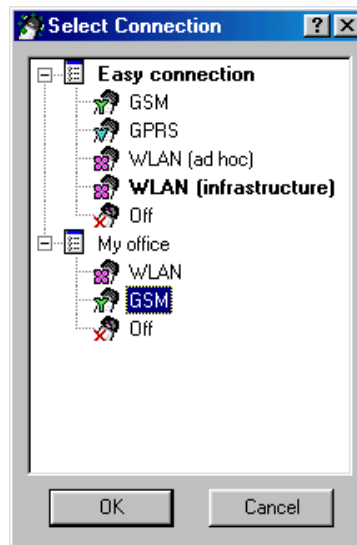 Select Connection
Easy connection
GSM
GPRS
WLAN (ad hoc)
WLAN (infrastructure)
Off
My office
WLAN
GSM
Off
OK Cancel